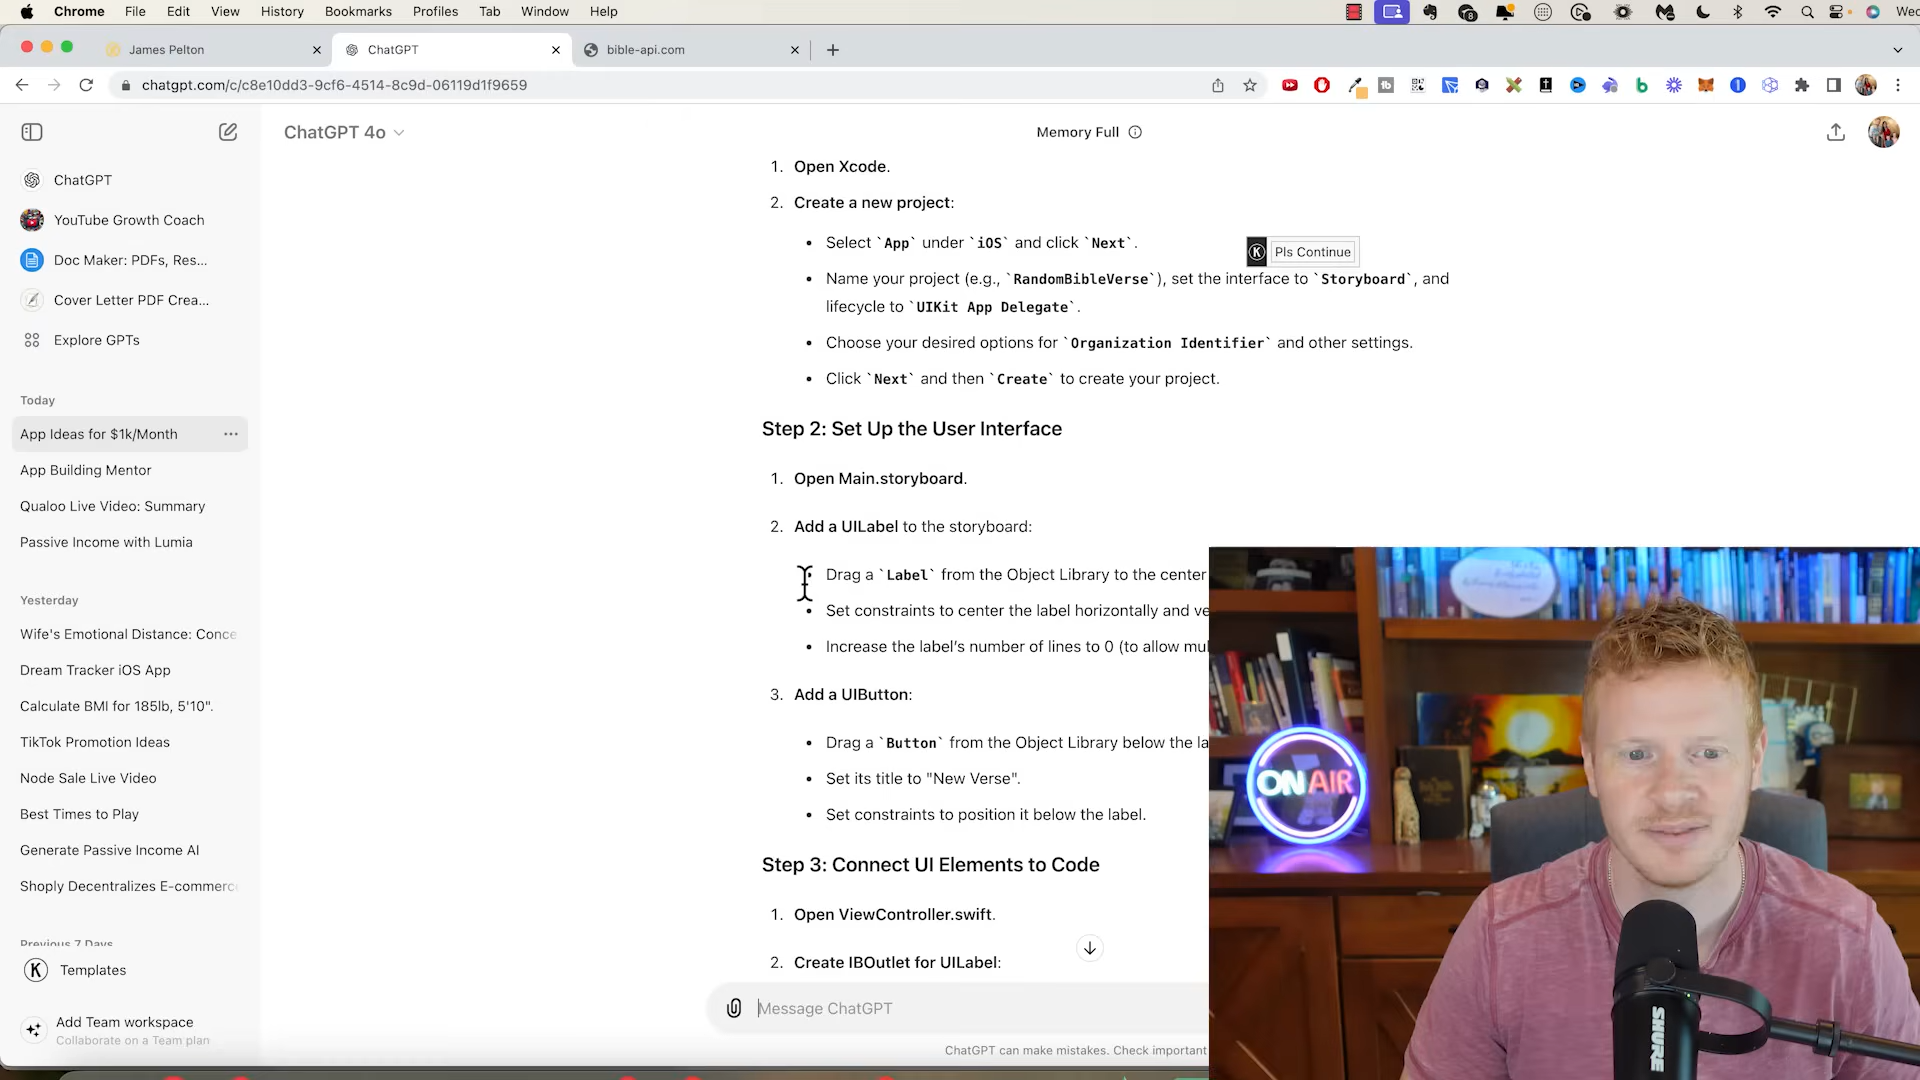 Chrome File Edit View History Bookmarks Profiles Tab Window Help
James Pelton
ChatGPT
bible-api.com
chatgpt.com/c/c8e10dd3-9cf6-4514-8c9d-06119d1f9659
ChatGPT 4o
Memory Full
ChatGPT
YouTube Growth Coach
Doc Maker: PDFs, Res...
Cover Letter PDF Crea...
Explore GPTs
Today
App Ideas for $1k/Month
App Building Mentor
Qualoo Live Video: Summary
Passive Income with Lumia
Yesterday
Wife's Emotional Distance: Conce
Dream Tracker iOS App
Calculate BMI for 185lb, 5'10".
TikTok Promotion Ideas
Node Sale Live Video
Best Times to Play
Generate Passive Income AI
Shoply Decentralizes E-commerc
Previous 7 Days
K Templates
Add Team workspace
Collaborate on a Team plan
1. Open Xcode.
2. Create a new project:
• Select `App` under `iOS` and click `Next`.
K Pls Continue
• Name your project (e.g., `RandomBibleVerse`), set the interface to `Storyboard`, and
lifecycle to `UIKit App Delegate`.
• Choose your desired options for `Organization Identifier` and other settings.
• Click `Next` and then `Create` to create your project.
Step 2: Set Up the User Interface
1. Open Main.storyboard.
2. Add a UILabel to the storyboard:
• Drag a `Label` from the Object Library to the center
• Set constraints to center the label horizontally and ve
• Increase the label's number of lines to 0 (to allow mul
3. Add a UIButton:
• Drag a `Button` from the Object Library below the la
• Set its title to "New Verse".
• Set constraints to position it below the label.
Step 3: Connect UI Elements to Code
1. Open ViewController.swift.
2. Create IBOutlet for UILabel:
Message ChatGPT
ChatGPT can make mistakes. Check important
ON AIR
SHURE
Wed